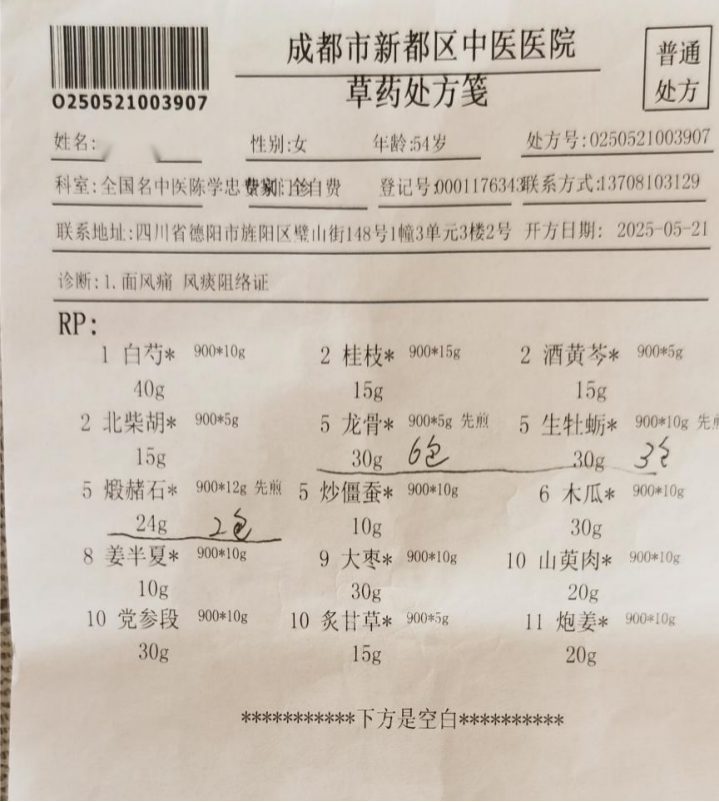 成都市新都区中医医院
草药处方笺
普通
处方
O250521003907
姓名: 性别:女 年龄:54岁 处方号:O250521003907
科室:全国名中医陈学忠 自费 登记号:0001176343 联系方式:13708103129
联系地址:四川省德阳市旌阳区璧山街148号1幢3单元3楼2号 开方日期: 2025-05-21
诊断:1.面风痛 风痰阻络证
RP:
1 白芍* 900*10g 2 桂枝* 900*15g 2 酒黄芩* 900*5g
40g 15g 15g
2 北柴胡* 900*5g 5 龙骨* 900*5g 先煎 5 生牡蛎* 900*10g 先煎
15g 30g 6包 30g 3包
5 煅赭石* 900*12g 先煎 5 炒僵蚕* 900*10g 6 木瓜* 900*10g
24g 2包 10g 30g
8 姜半夏* 900*10g 9 大枣* 900*10g 10 山萸肉* 900*10g
10g 30g 20g
10 党参段 900*10g 10 炙甘草* 900*5g 11 炮姜* 900*10g
30g 15g 20g
***********下方是空白**********